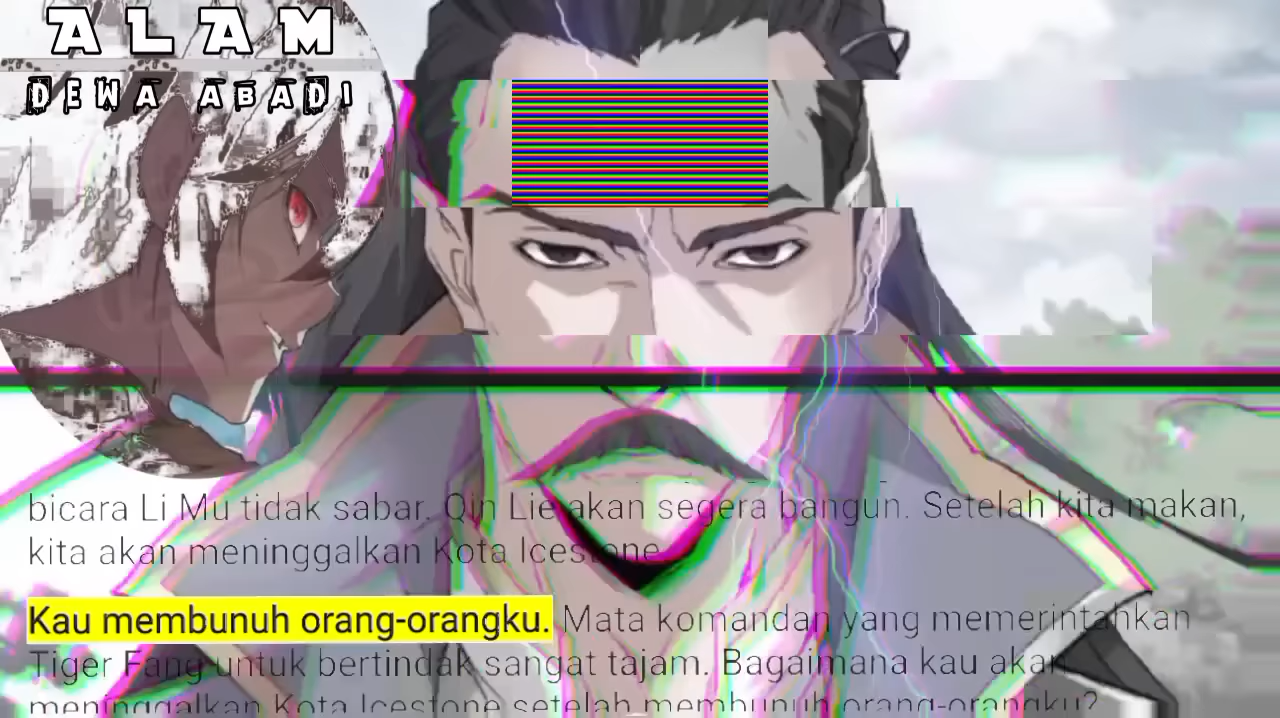 ALAM
DEWA ABADI
bicara Li Mu tidak sabar. Qin Lie akan segera bangun. Setelah kita makan,
kita akan meninggalkan Kota Icestone
Kau membunuh orang-orangku. Mata komandan yang memerintahkan
Tiger Fang untuk bertindak sangat tajam. Bagaimana kau akan
meninggalkan Kota Icestone setelah membunuh orang-orangku?